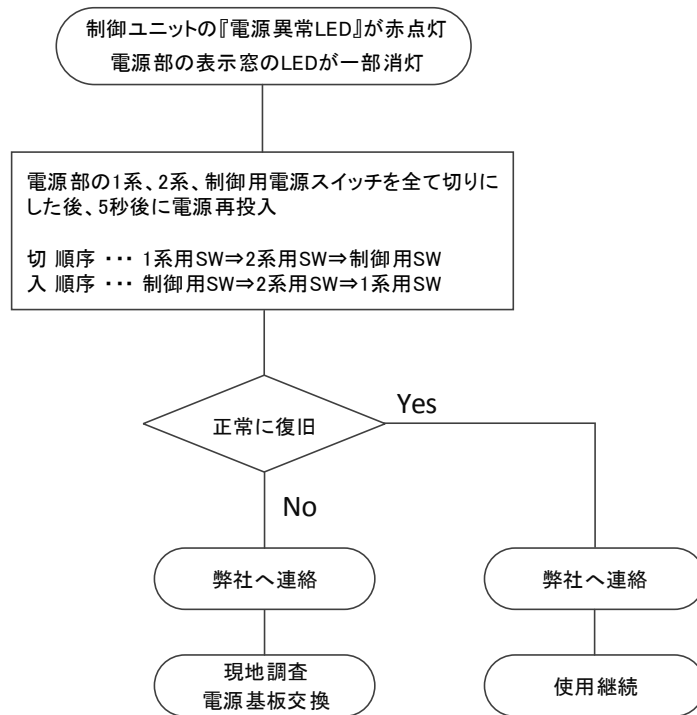 制御ユニットの『電源異常LED』が赤点灯
電源部の表示窓のLEDが一部消灯
電源部の1系、2系、制御用電源スイッチを全て切りに
した後、5秒後に電源再投入
切 順序 ・・・ 1系用SW⇒2系用SW⇒制御用SW
入 順序 ・・・ 制御用SW⇒2系用SW⇒1系用SW
正常に復旧
Yes
No
弊社へ連絡
弊社へ連絡
現地調査
電源基板交換
使用継続